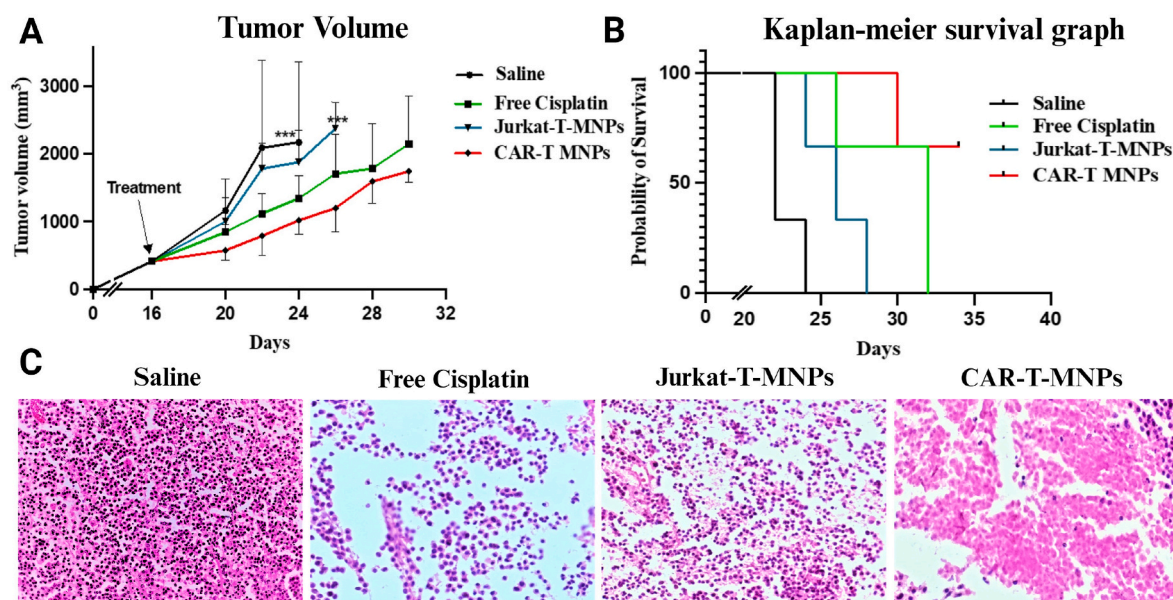 A
Tumor Volume
Tumor volume (mm³)
3000
2000
1000
0
Treatment
***
***
Saline
Free Cisplatin
Jurkat-T-MNPs
CAR-T MNPs
0
16
20
24
28
32
Days
B
Kaplan-meier survival graph
Probability of Survival
100
50
0
Saline
Free Cisplatin
Jurkat-T-MNPs
CAR-T MNPs
0
20
25
30
35
40
Days
C
Saline
Free Cisplatin
Jurkat-T-MNPs
CAR-T-MNPs